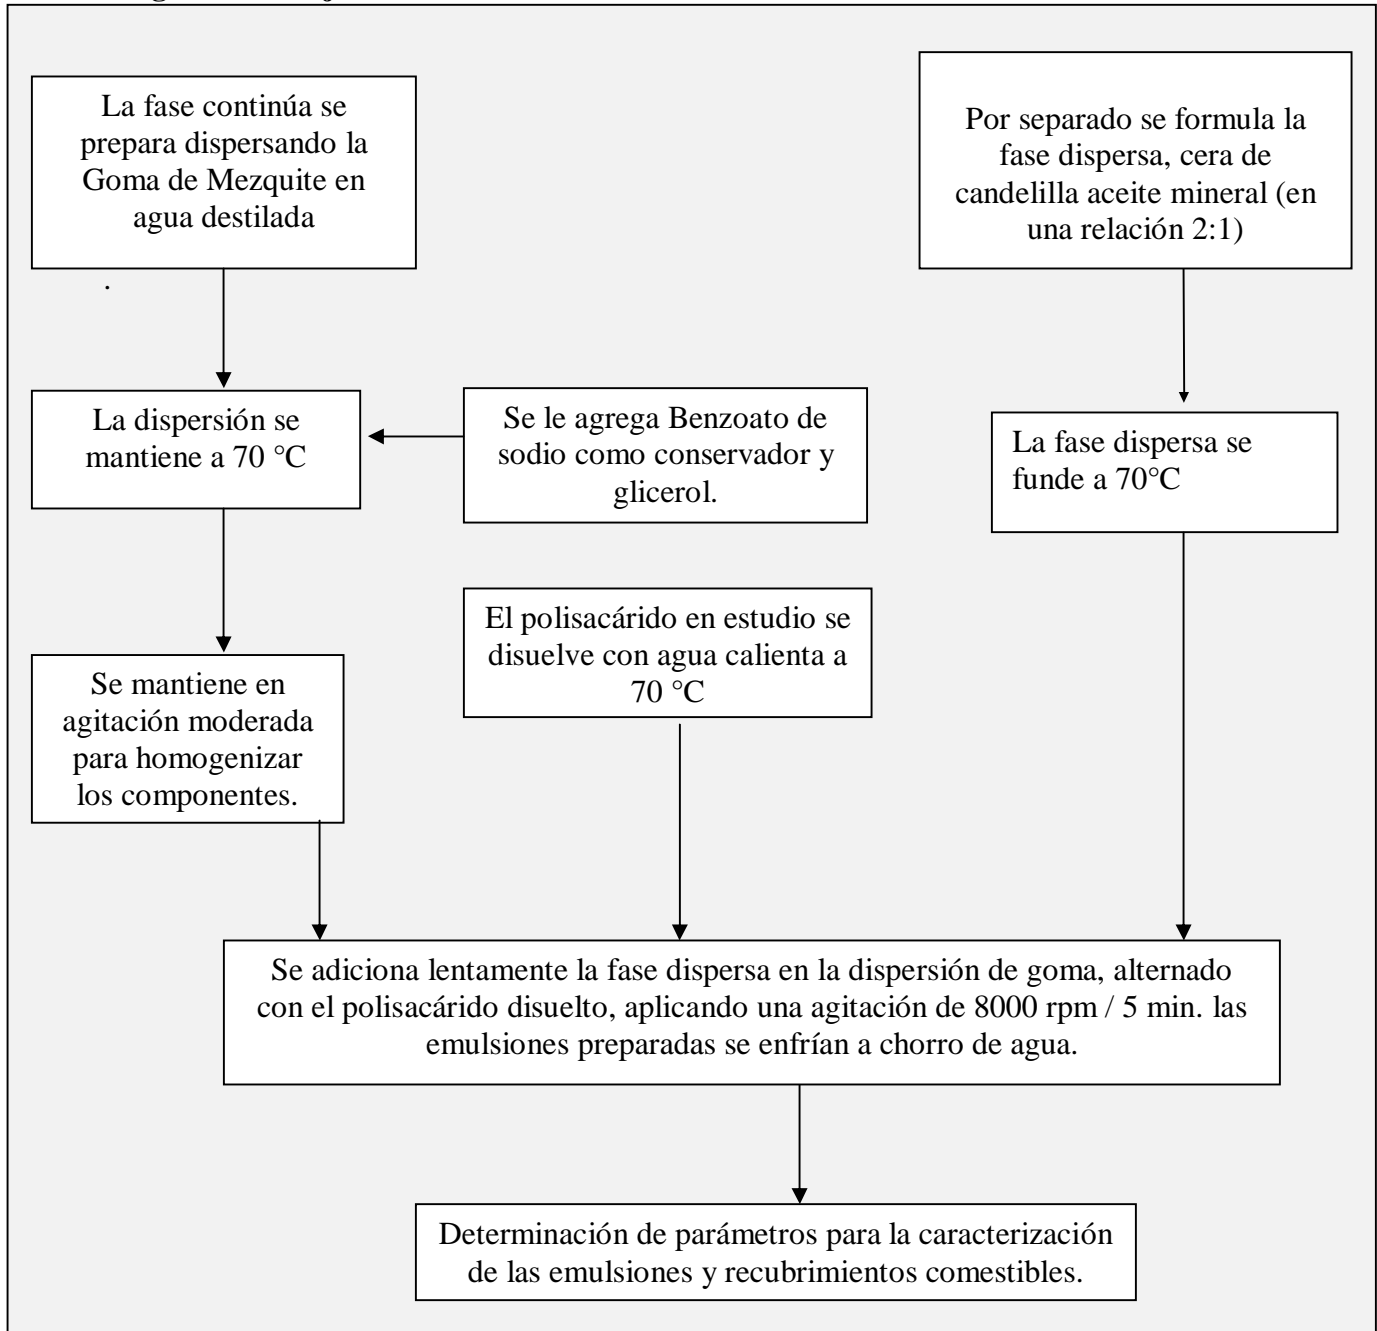 La fase continúa se
prepara dispersando la
Goma de Mezquite en
agua destilada
.
Por separado se formula la
fase dispersa, cera de
candelilla aceite mineral (en
una relación 2:1)
La dispersión se
mantiene a 70 °C
Se le agrega Benzoato de
sodio como conservador y
glicerol.
La fase dispersa se
funde a 70°C
El polisacárido en estudio se
disuelve con agua calienta a
70 °C
Se mantiene en
agitación moderada
para homogenizar
los componentes.
Se adiciona lentamente la fase dispersa en la dispersión de goma, alternado
con el polisacárido disuelto, aplicando una agitación de 8000 rpm / 5 min. las
emulsiones preparadas se enfrían a chorro de agua.
Determinación de parámetros para la caracterización
de las emulsiones y recubrimientos comestibles.